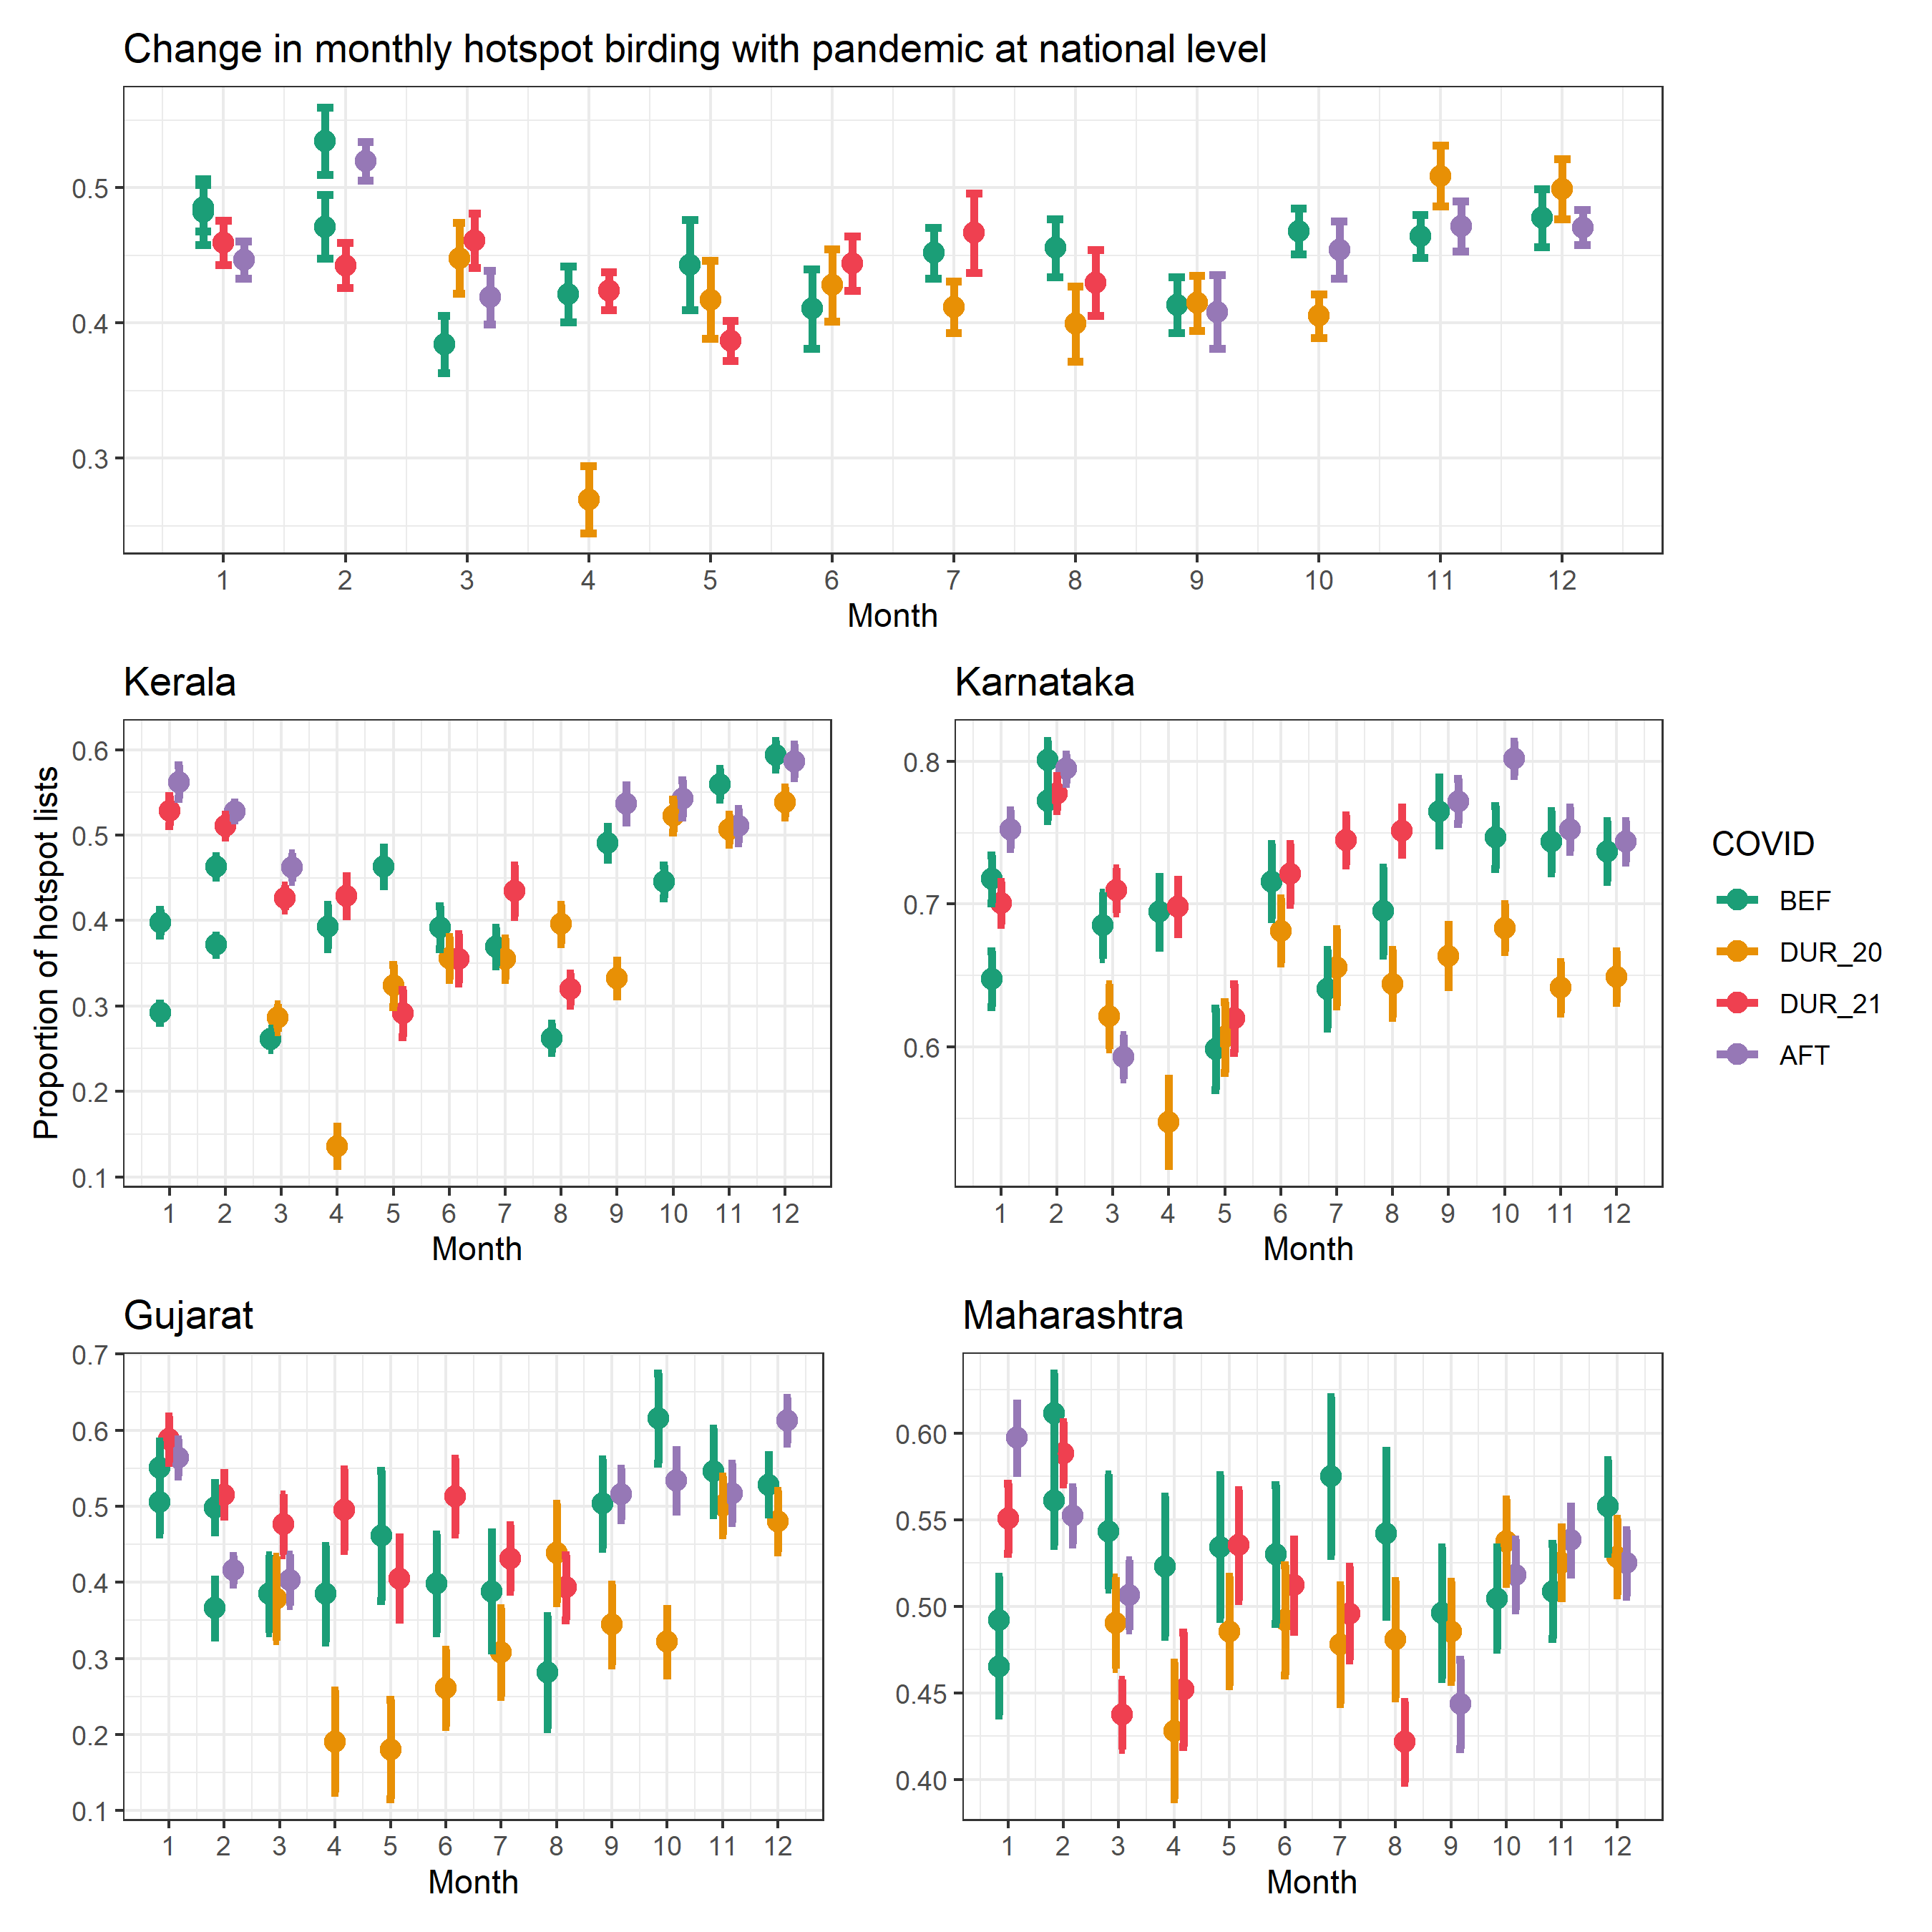 Change in monthly hotspot birding with pandemic at national level
0.5
0.4
0.3
1 2 3 4 5 6 7 8 9 10 11 12
Month
Proportion of hotspot lists
Kerala
0.6
0.5
0.4
0.3
0.2
0.1
1 2 3 4 5 6 7 8 9 10 11 12
Month
Karnataka
0.8
0.7
0.6
1 2 3 4 5 6 7 8 9 10 11 12
Month
COVID
BEF
DUR_20
DUR_21
AFT
Gujarat
0.7
0.6
0.5
0.4
0.3
0.2
0.1
1 2 3 4 5 6 7 8 9 10 11 12
Month
Maharashtra
0.60
0.55
0.50
0.45
0.40
1 2 3 4 5 6 7 8 9 10 11 12
Month